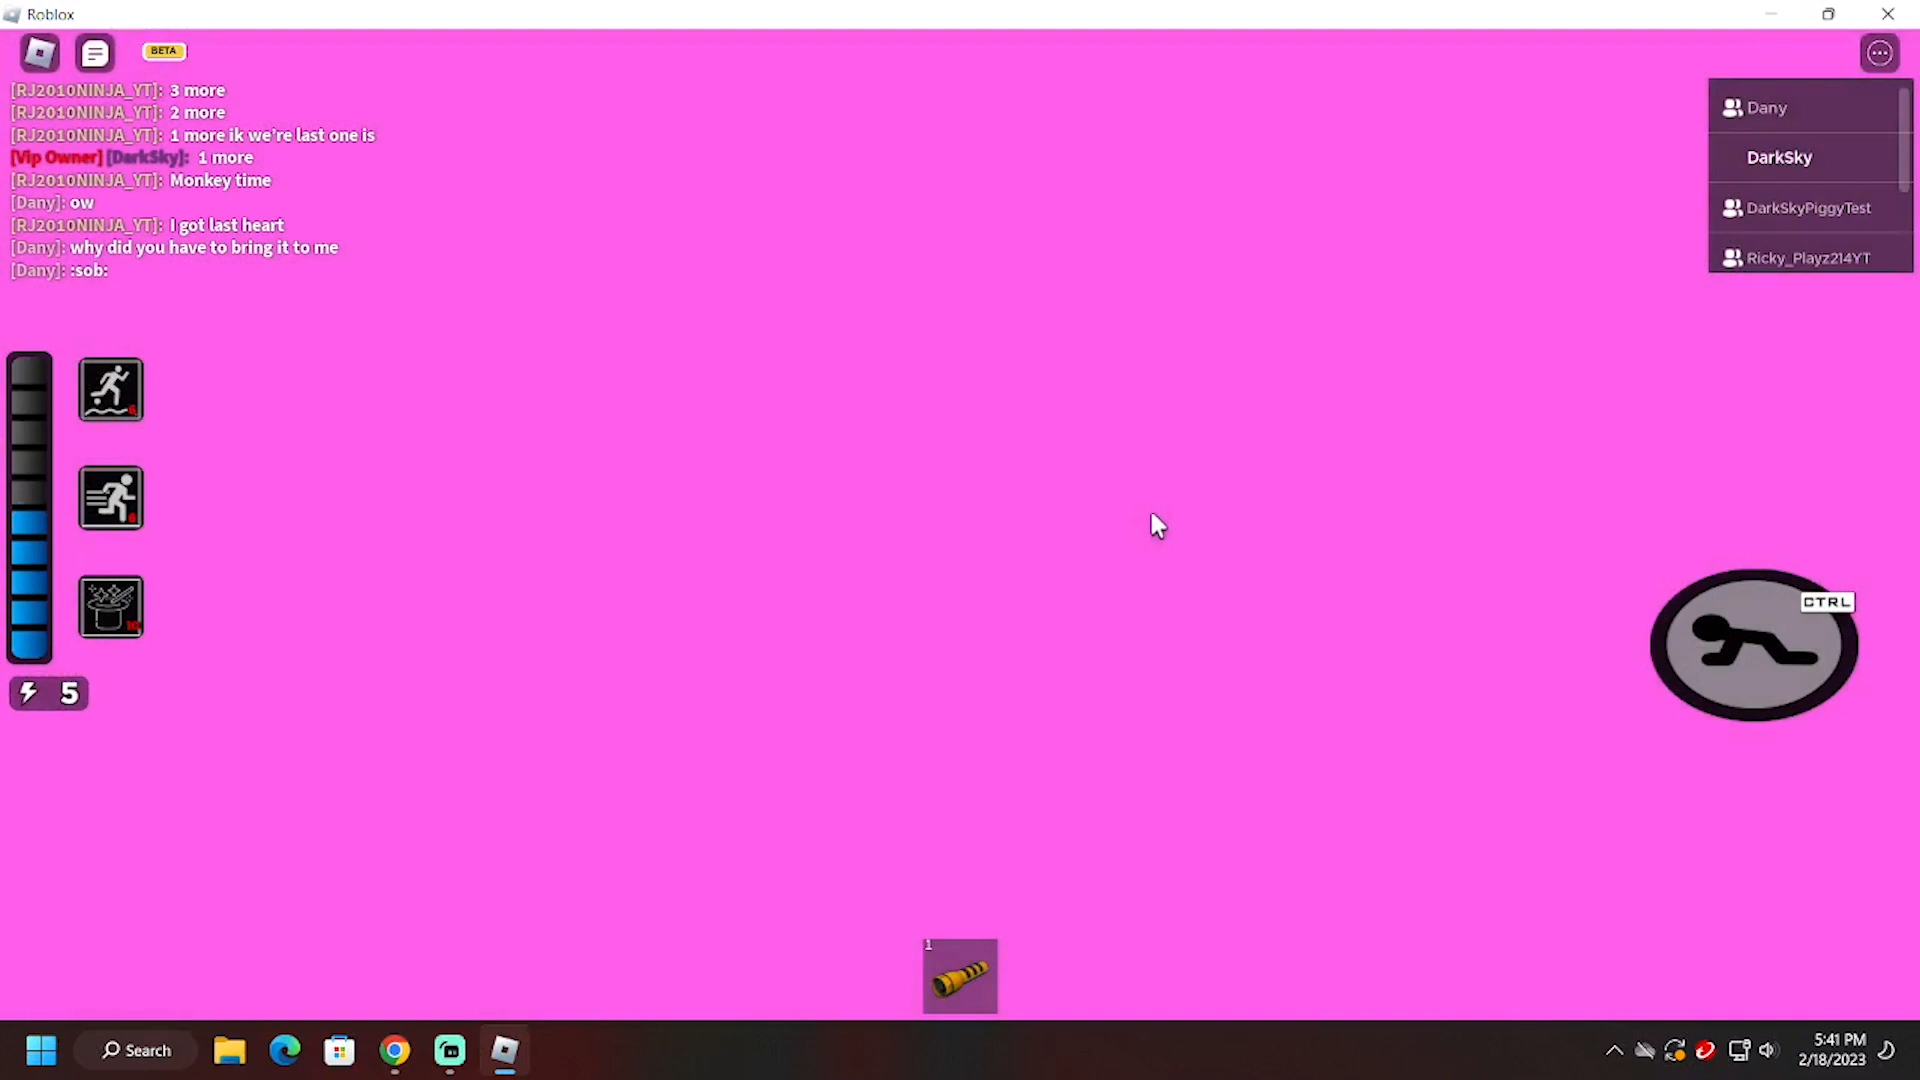 Roblox
BETA
[RJ2010NINJA_YT]: 3 more
[RJ2010NINJA_YT]: 2 more
[RJ2010NINJA_YT]: 1 more ik we're last one is
[Vip Owner] [DarkSky]: 1 more
[RJ2010NINJA_YT]: Monkey time
[Dany]: ow
[RJ2010NINJA_YT]: I got last heart
[Dany]: why did you have to bring it to me
[Dany]: :sob:
Dany
DarkSky
DarkSkyPiggyTest
Ricky_Playz214YT
6
6
10
5
CTRL
1
Search
5:41 PM
2/18/2023